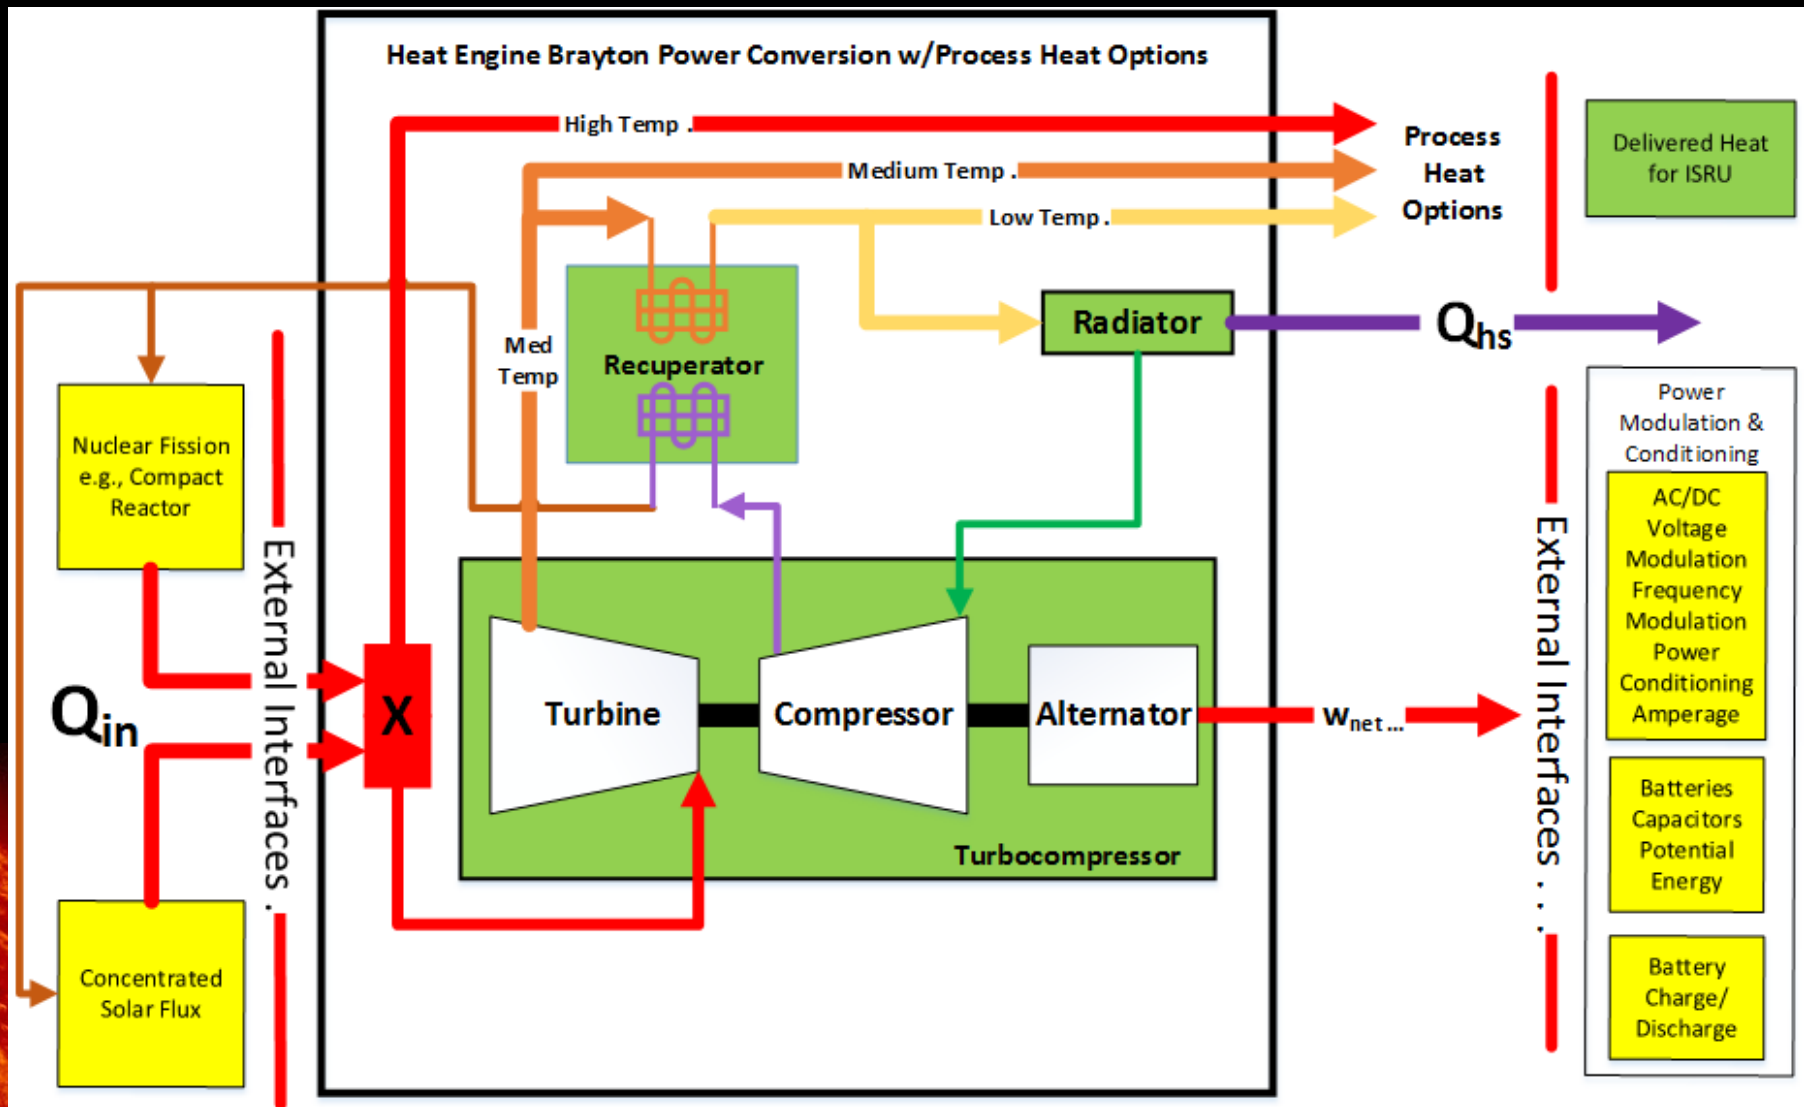 Heat Engine Brayton Power Conversion w/Process Heat Options
High Temp .
Medium Temp .
Low Temp .
Process
Heat
Options
Delivered Heat
for ISRU
Med
Temp
Recuperator
Radiator
Qhs
Nuclear Fission
e.g., Compact
Reactor
External Interfaces .
Qin
X
Turbine
Compressor
Alternator
Turbocompressor
wnet ...
Concentrated
Solar Flux
External Interfaces . . .
Power
Modulation &
Conditioning
AC/DC
Voltage
Modulation
Frequency
Modulation
Power
Conditioning
Amperage
Batteries
Capacitors
Potential
Energy
Battery
Charge/
Discharge